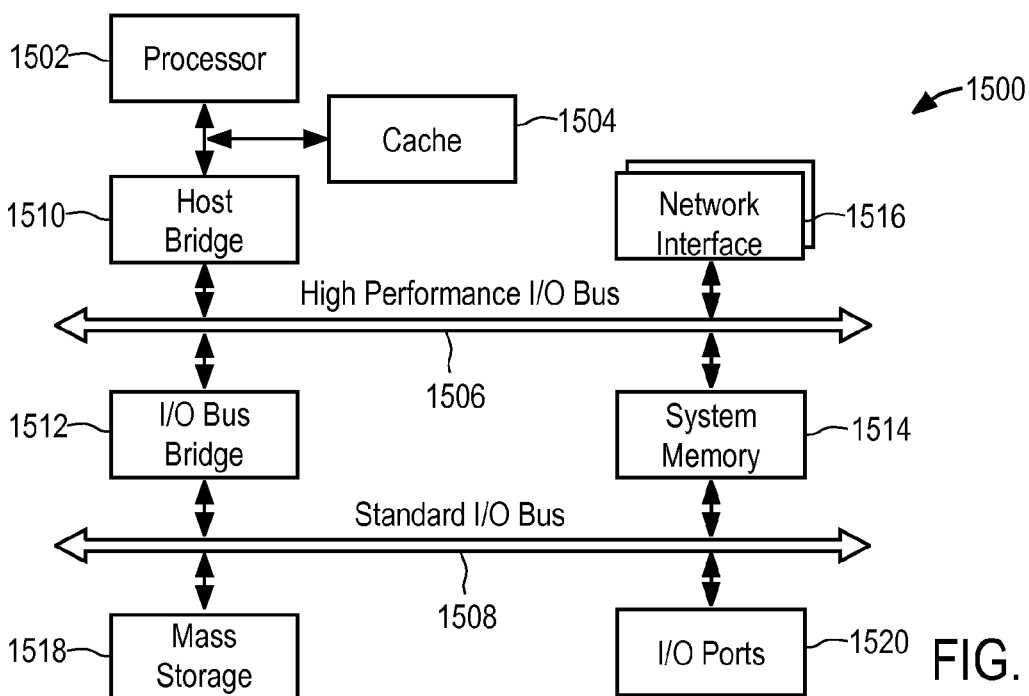 1502
Processor
1500
1504
Cache
1510
Host
Bridge
Network
Interface
1516
High Performance I/O Bus
1506
1512
I/O Bus
Bridge
System
Memory
1514
Standard I/O Bus
1508
1518
Mass
Storage
I/O Ports
1520
FIG.